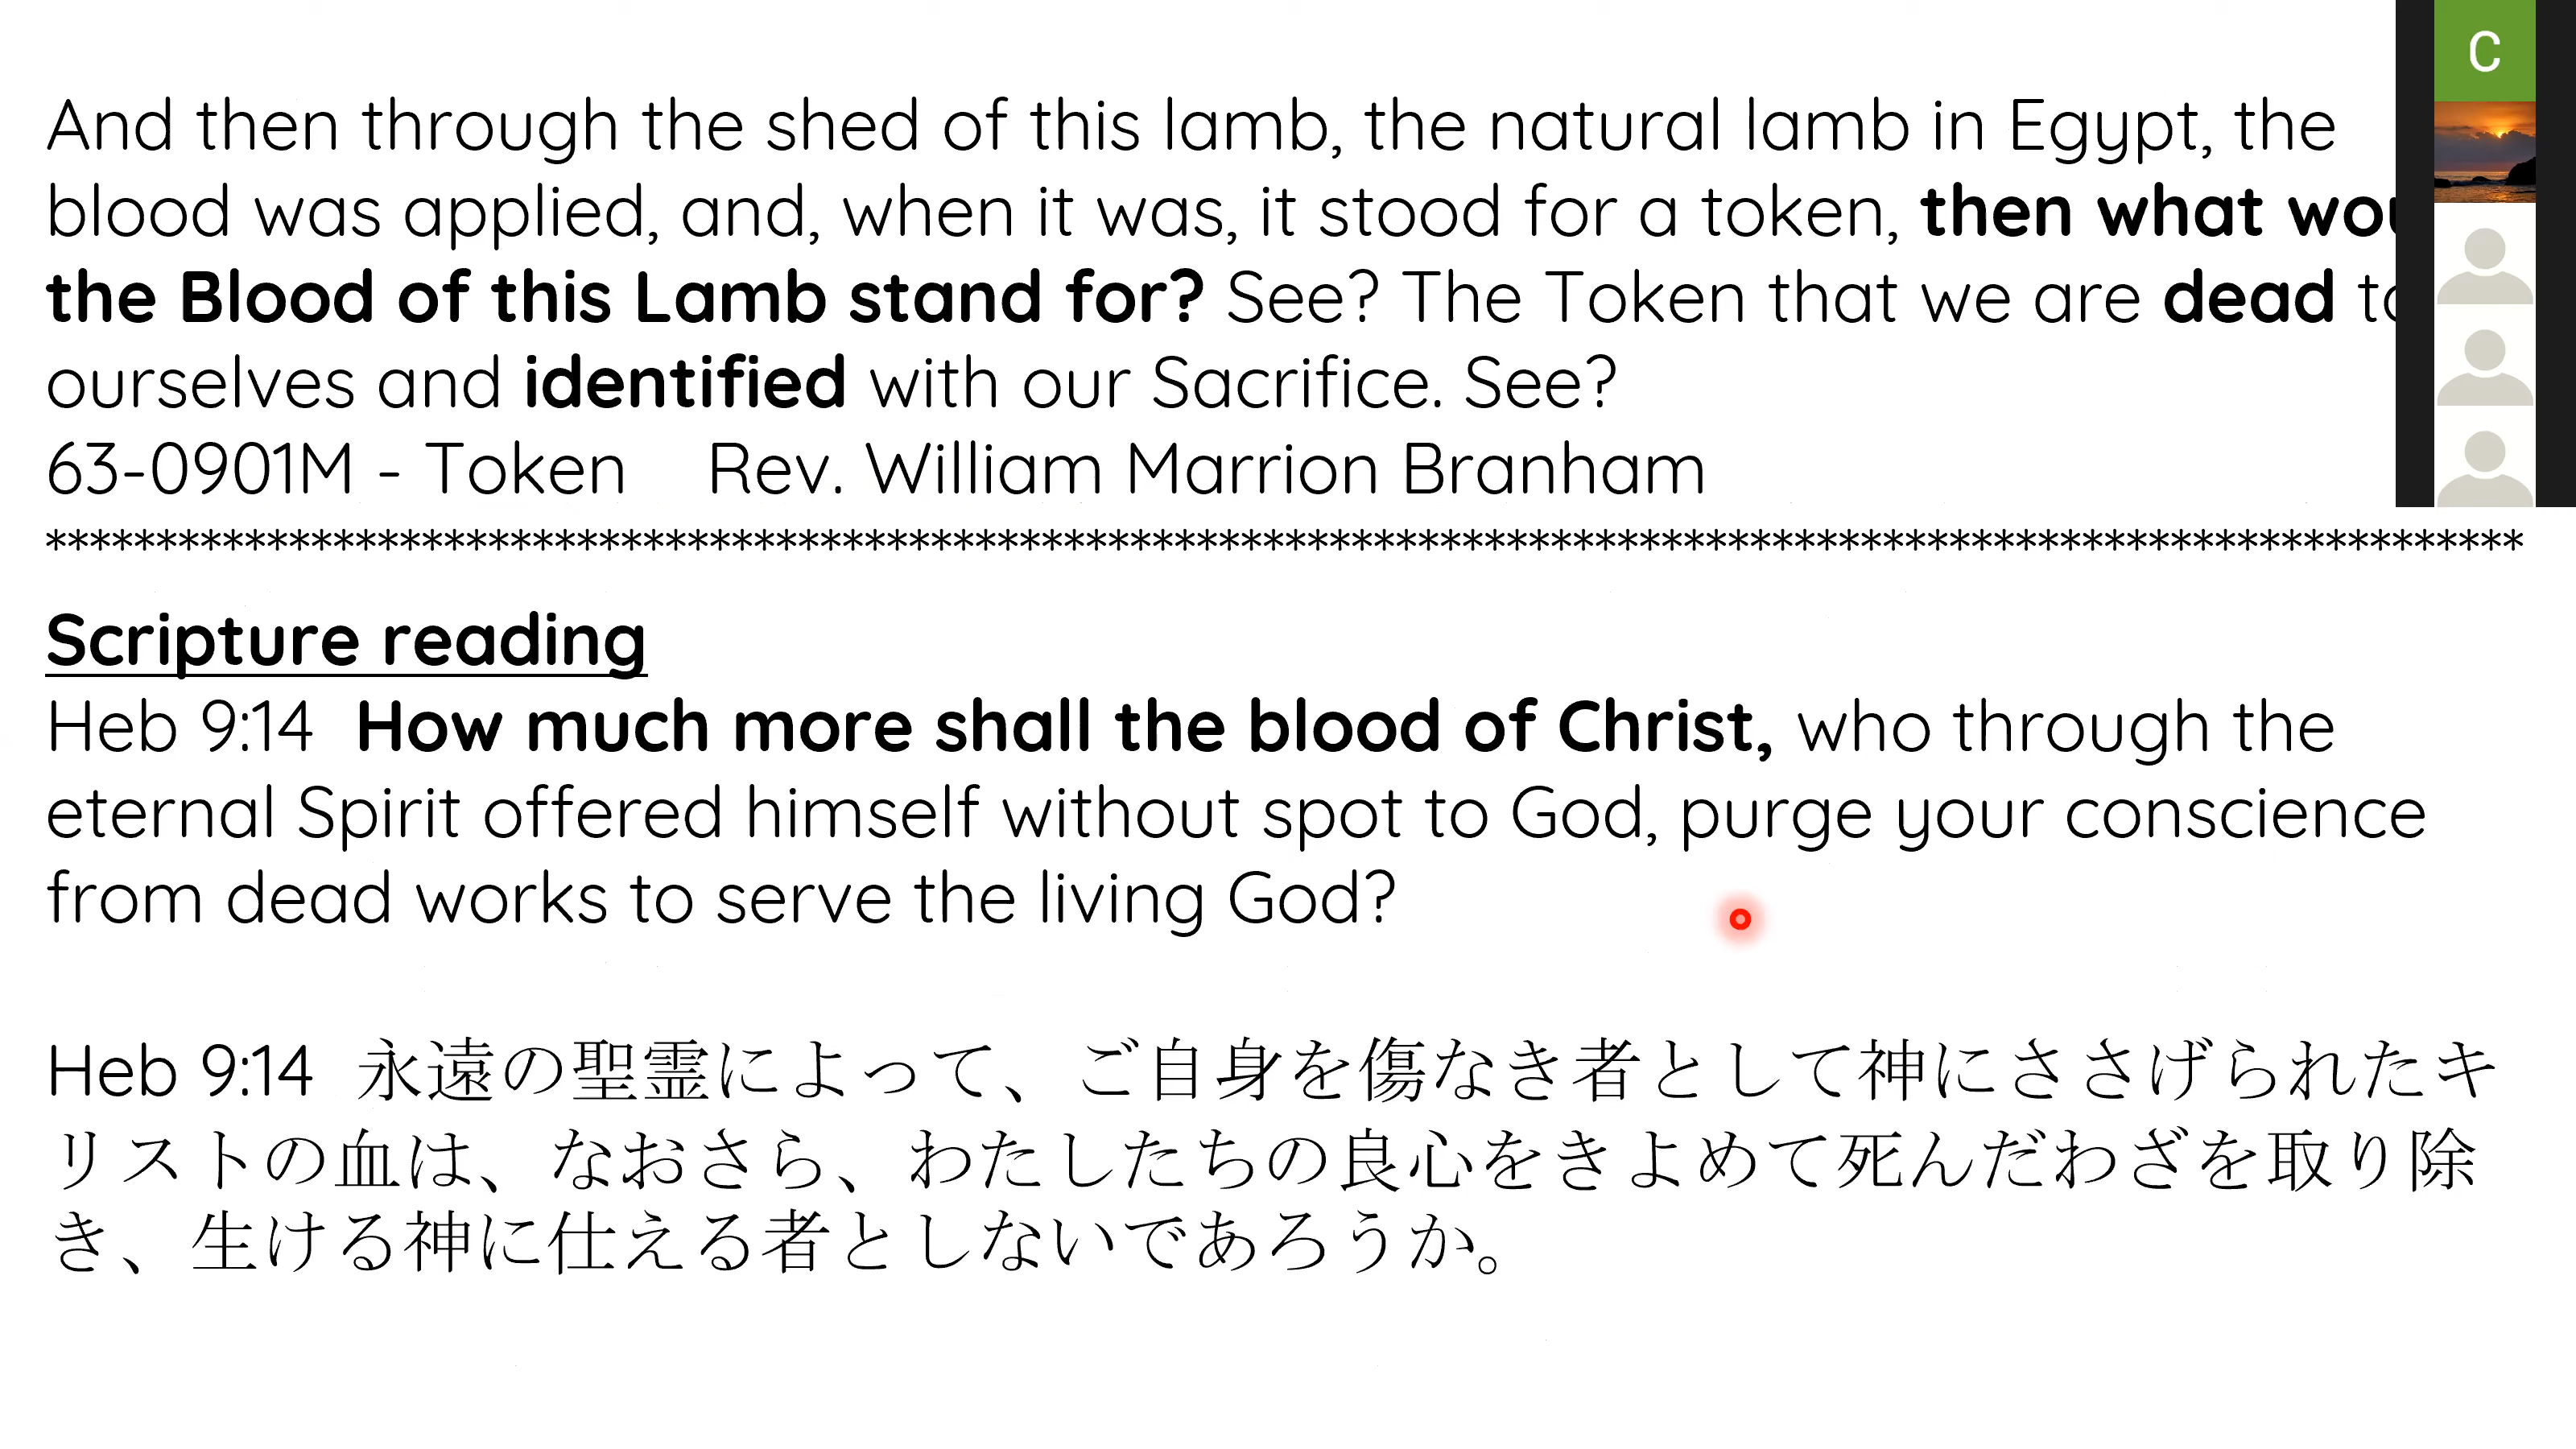 And then through the shed of this lamb, the natural lamb in Egypt, the
blood was applied, and, when it was, it stood for a token, then what
the Blood of this Lamb stand for? See? The Token that we are dead
ourselves and identified with our Sacrifice. See?
63-0901M - Token Rev. William Marrion Branham
****************************************************************************************************************
Scripture reading
Heb 9:14 How much more shall the blood of Christ, who through the
eternal Spirit offered himself without spot to God, purge your conscience
from dead works to serve the living God?
Heb 9:14 永遠の聖霊によって、ご自身を傷なき者として神にささげられたキ
リストの血は、なおさら、わたしたちの良心をきよめて死んだわざを取り除
き、生ける神に仕える者としないであろうか。
C